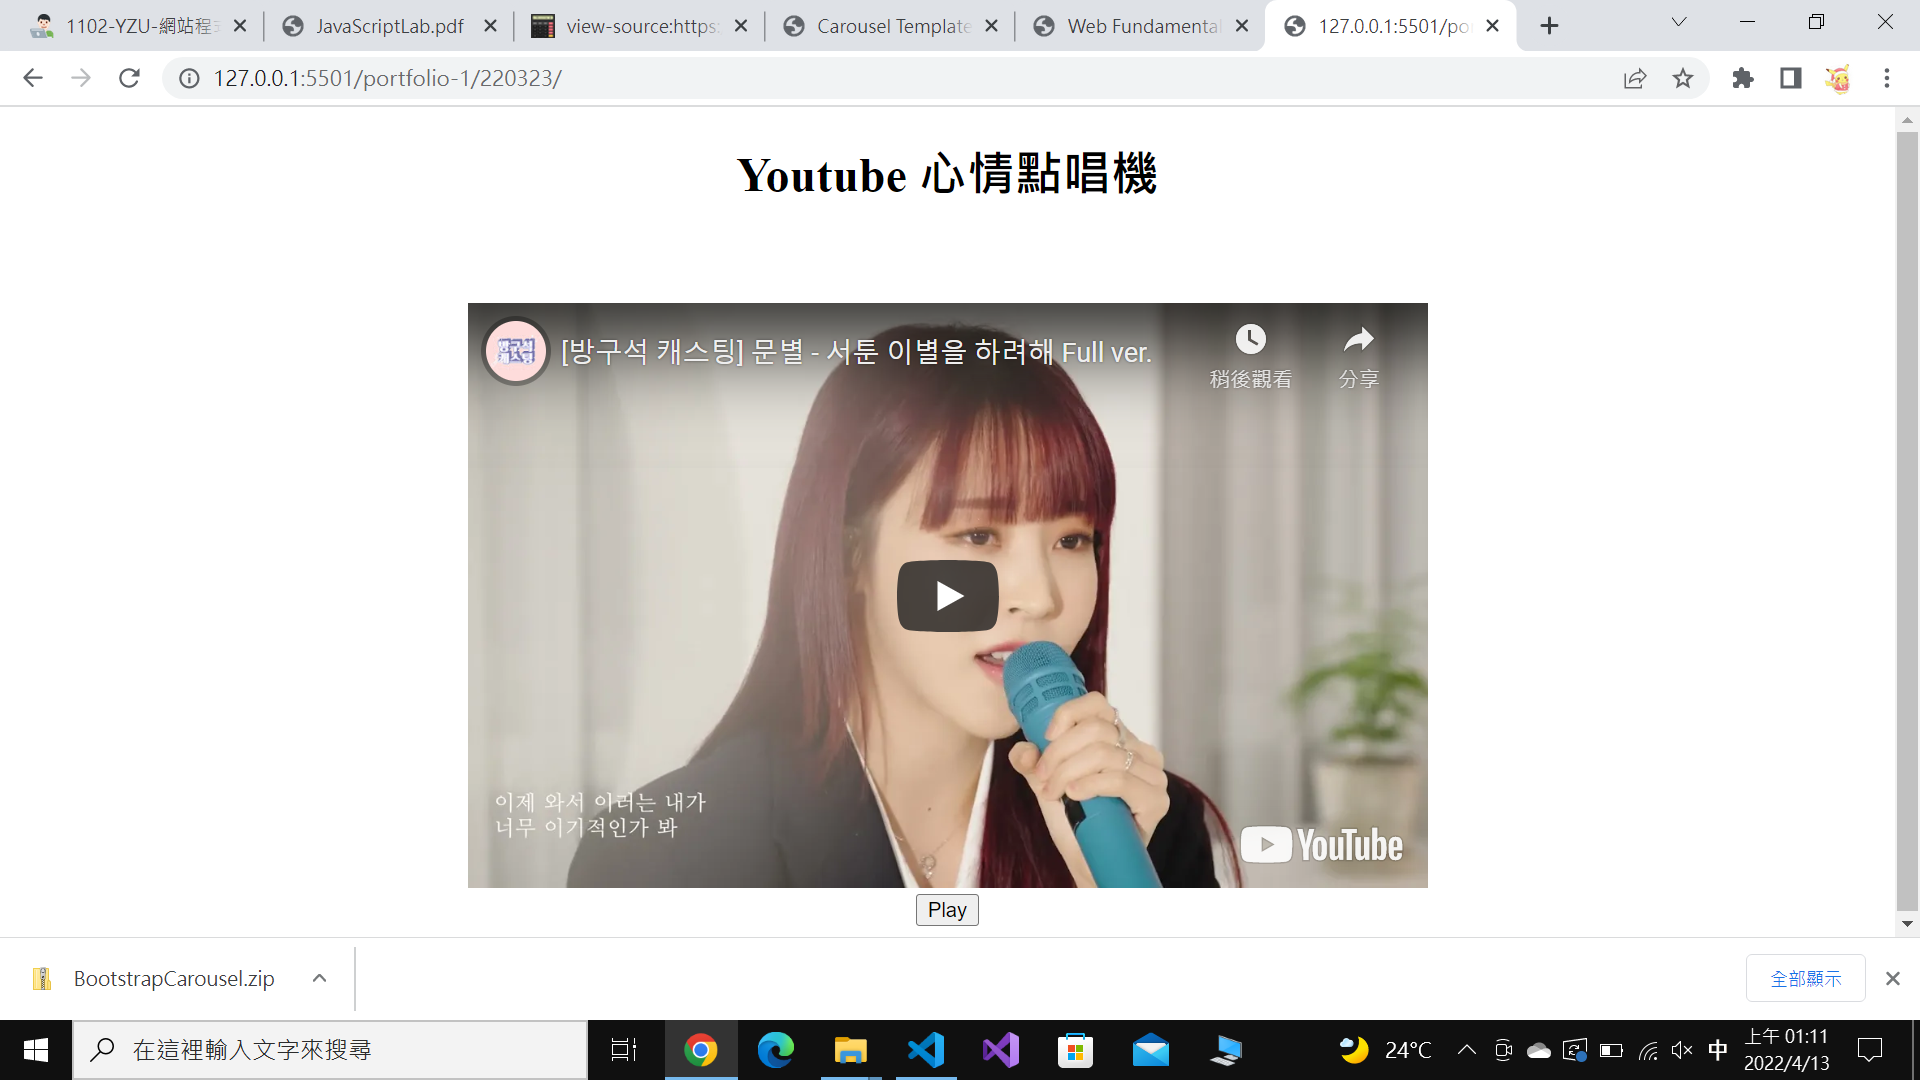 1102-YZU-網站程
JavaScriptLab.pdf
view-source:https:
Carousel Template
Web Fundamental
127.0.0.1:5501/po
127.0.0.1:5501/portfolio-1/220323/
Youtube 心情點唱機
[방구석 캐스팅] 문별 - 서툰 이별을 하려해 Full ver.
稍後觀看
分享
이제 와서 이러는 내가
너무 이기적인가 봐
YouTube
Play
BootstrapCarousel.zip
全部顯示
在這裡輸入文字來搜尋
24°C
中
上午 01:11
2022/4/13